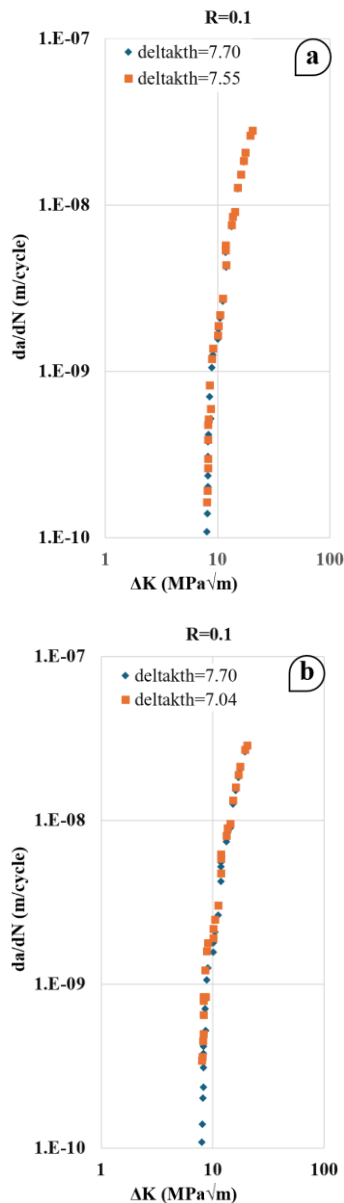 R=0.1
a
deltakth=7.70
deltakth=7.55
1.E-07
1.E-08
1.E-09
1.E-10
da/dN (m/cycle)
1 10 100
ΔK (MPa√m)
R=0.1
b
deltakth=7.70
deltakth=7.04
1.E-07
1.E-08
1.E-09
1.E-10
da/dN (m/cycle)
1 10 100
ΔK (MPa√m)